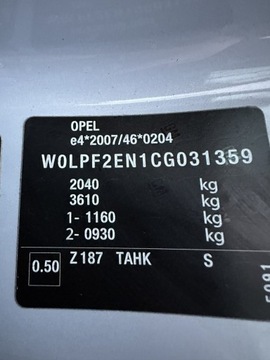 OPEL
e4*2007/46*0204
W0LPF2EN1CG031359
2040 kg
3610 kg
1- 1160 kg
2- 0930 kg
0.50 Z187 TAHK S